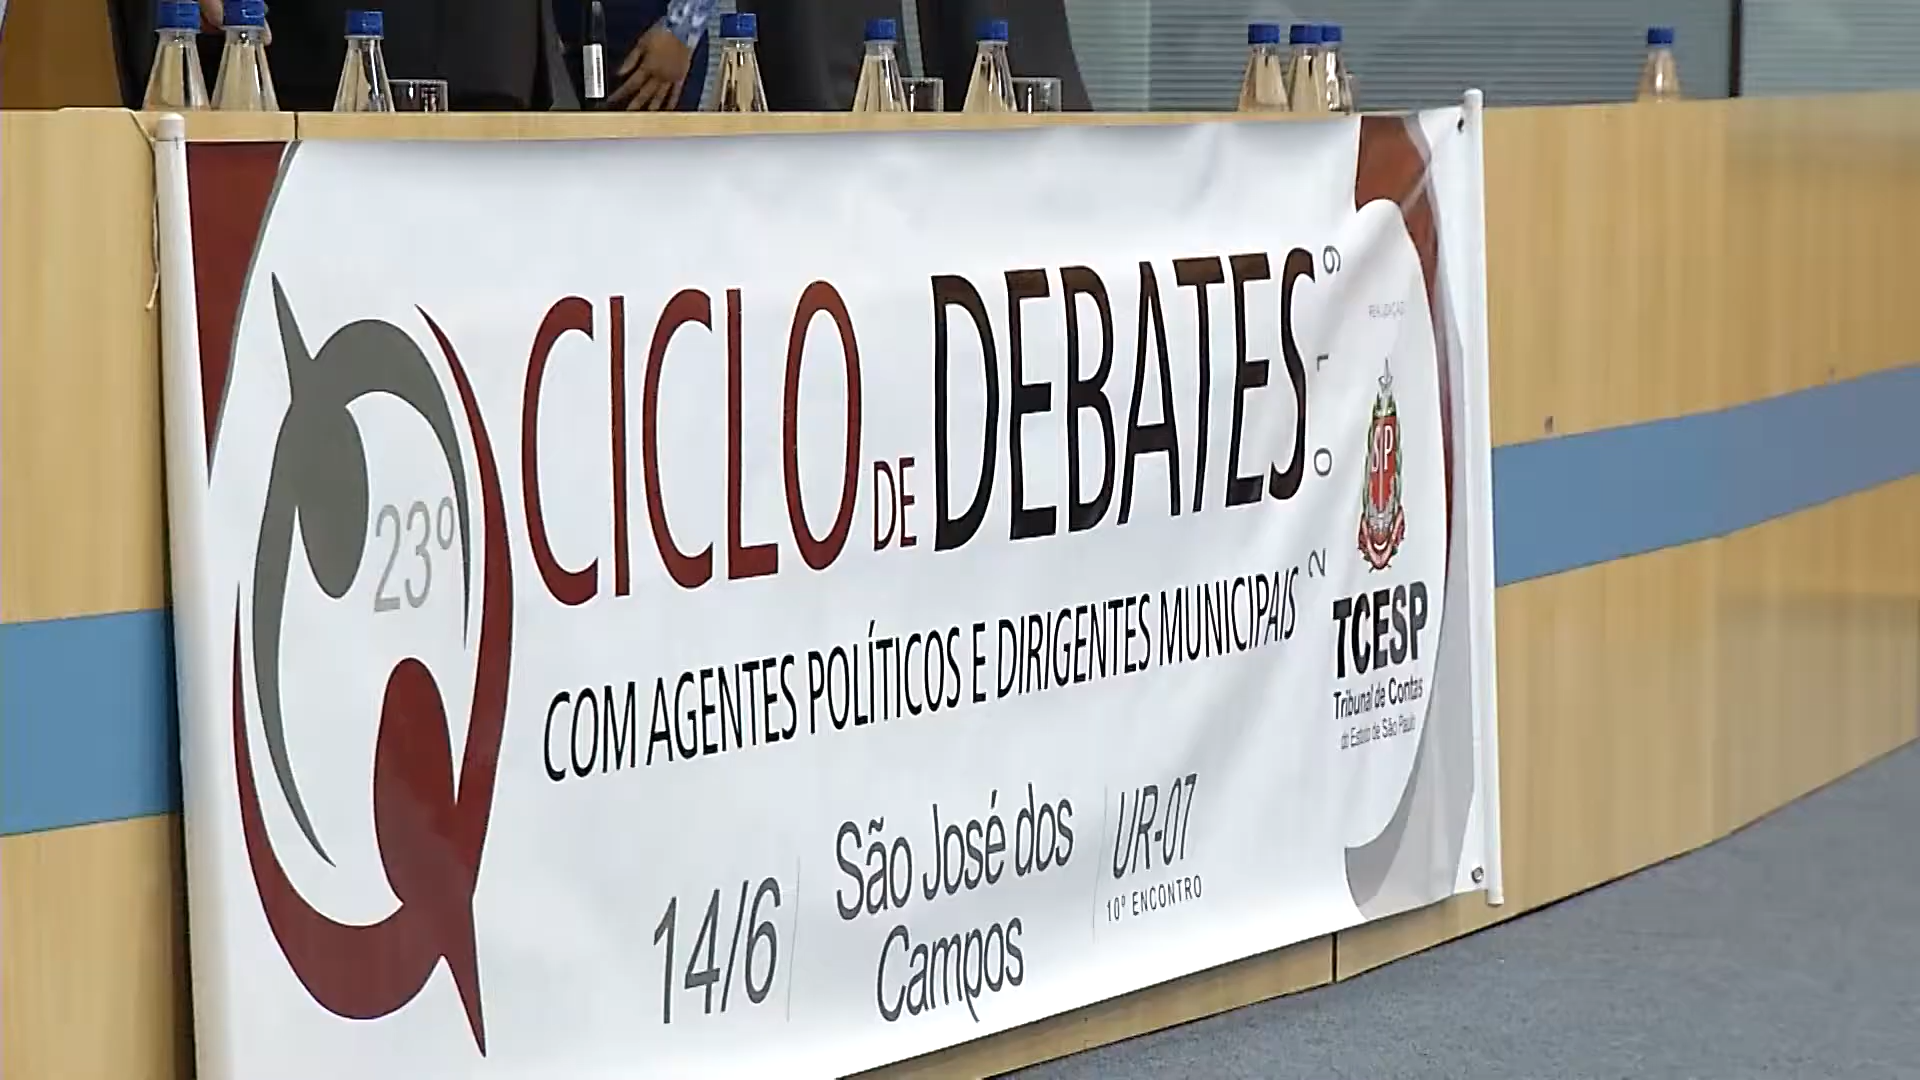 23º
CICLO DE DEBATES
2019
COM AGENTES POLÍTICOS E DIRIGENTES MUNICIPAIS
14/6
São José dos
Campos
UR-07
10º ENCONTRO
REALIZAÇÃO
SP
TCESP
Tribunal de Contas
do Estado de São Paulo